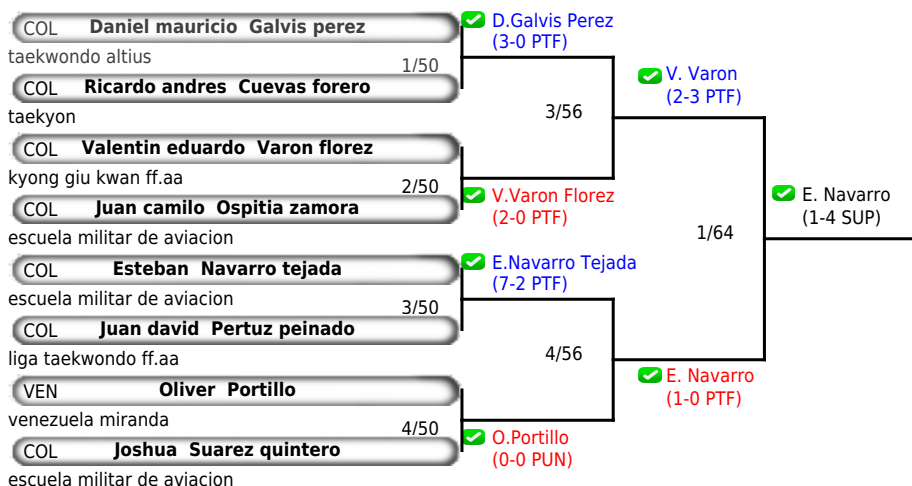 COL Daniel mauricio Galvis perez
D.Galvis Perez
(3-0 PTF)
taekwondo altius
1/50
COL Ricardo andres Cuevas forero
V. Varon
(2-3 PTF)
taekyon
3/56
COL Valentin eduardo Varon florez
kyong giu kwan ff.aa
2/50
V.Varon Florez
(2-0 PTF)
COL Juan camilo Ospitia zamora
E. Navarro
(1-4 SUP)
escuela militar de aviacion
1/64
COL Esteban Navarro tejada
E.Navarro Tejada
(7-2 PTF)
escuela militar de aviacion
3/50
COL Juan david Pertuz peinado
liga taekwondo ff.aa
4/56
VEN Oliver Portillo
E. Navarro
(1-0 PTF)
venezuela miranda
4/50
COL Joshua Suarez quintero
O.Portillo
(0-0 PUN)
escuela militar de aviacion